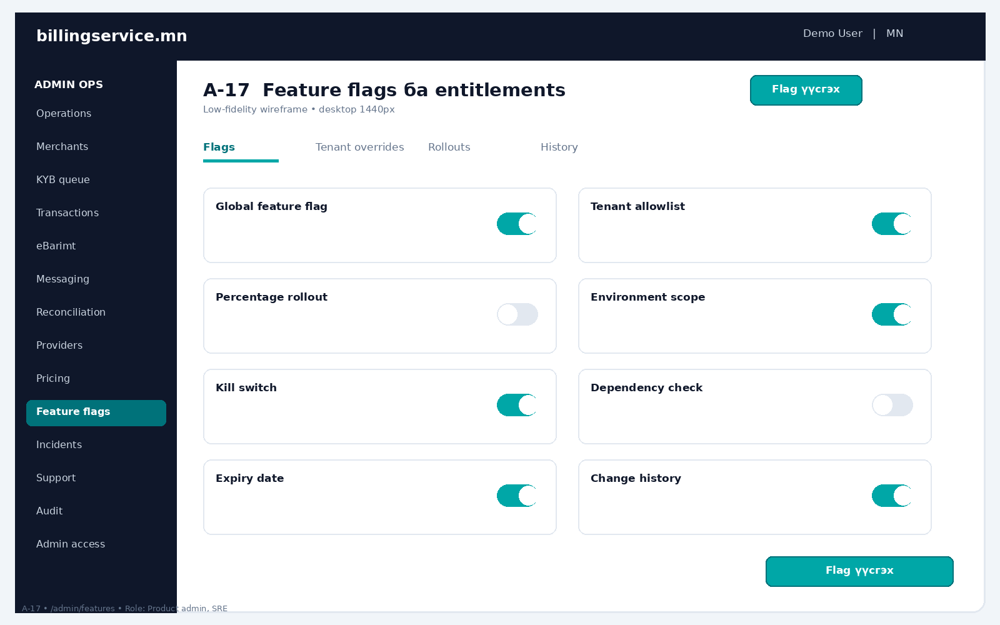 billingservice.mn
Demo User | MN
ADMIN OPS
Operations
Merchants
KYB queue
Transactions
eBarimt
Messaging
Reconciliation
Providers
Pricing
Feature flags
Incidents
Support
Audit
Admin access
A-17 Feature flags ба entitlements
Low-fidelity wireframe • desktop 1440px
Flag үүсгэх
Flags
Tenant overrides
Rollouts
History
Global feature flag
Tenant allowlist
Percentage rollout
Environment scope
Kill switch
Dependency check
Expiry date
Change history
Flag үүсгэх
A-17 • /admin/features • Role: Product admin, SRE